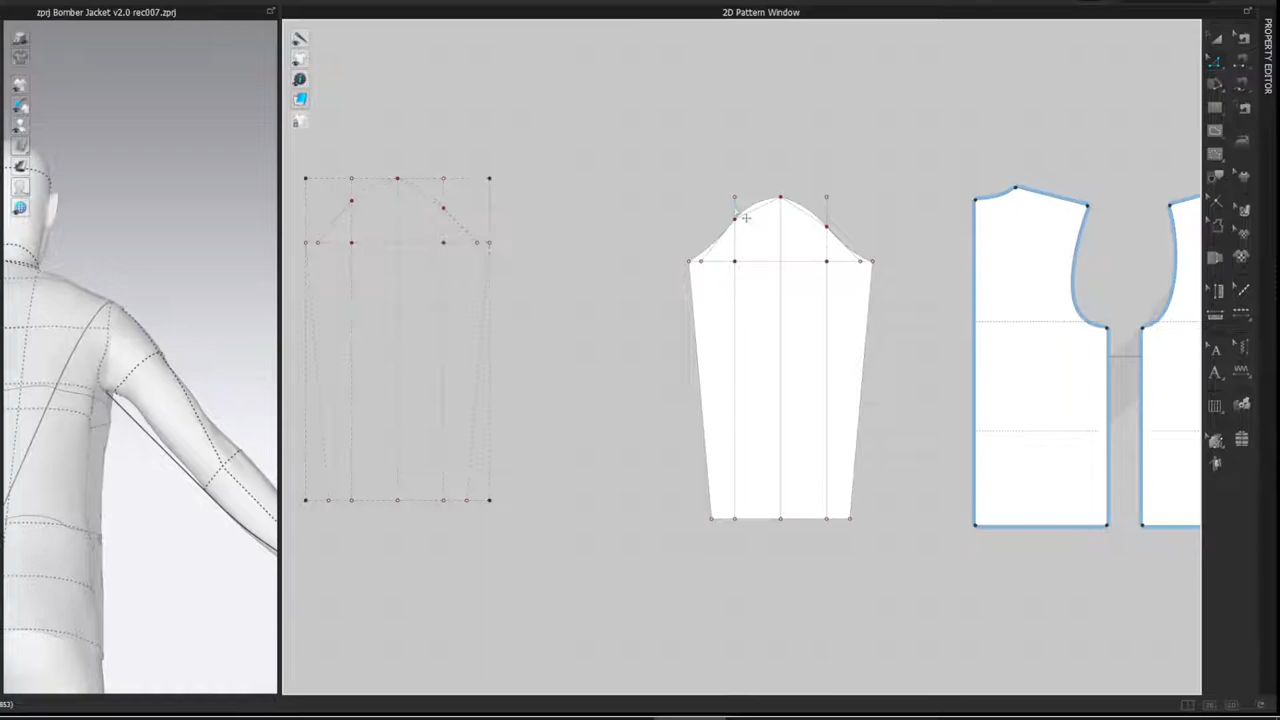 zprj Bomber Jacket v2.0 rec007.zprj
2D Pattern Window
PROPERTY EDITOR